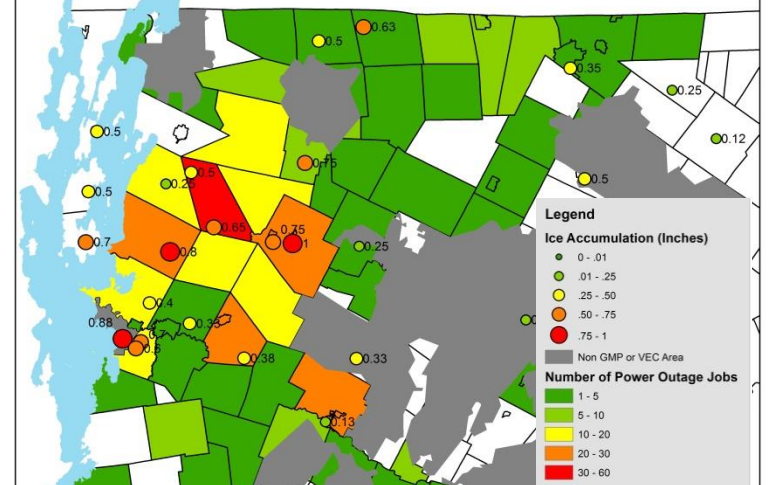 0.63
0.5
0.35
0.25
0.12
0.5
0.75
0.5
0.25
0.5
0.5
0.65
0.75
1
0.7
0.8
0.25
0.4
0.88
0.33
0.38
0.33
0.13
Legend
Ice Accumulation (Inches)
0 - .01
.01 - .25
.25 - .50
.50 - .75
.75 - 1
Non GMP or VEC Area
Number of Power Outage Jobs
1 - 5
5 - 10
10 - 20
20 - 30
30 - 60